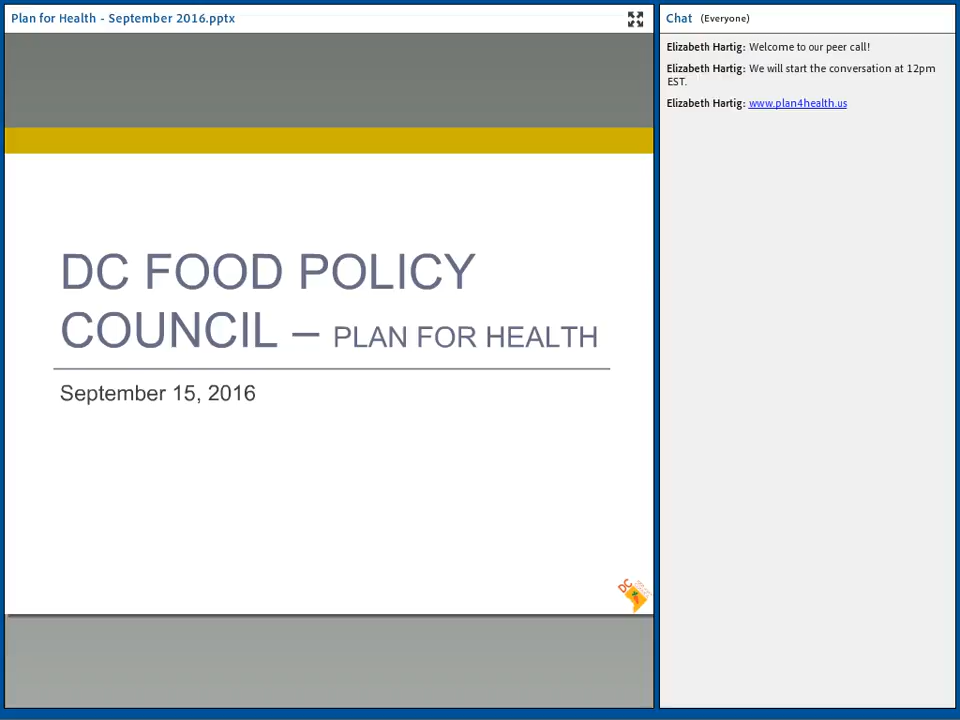 Plan for Health - September 2016.pptx
DC FOOD POLICY
COUNCIL – PLAN FOR HEALTH
September 15, 2016
DC
Chat (Everyone)
Elizabeth Hartig: Welcome to our peer call!
Elizabeth Hartig: We will start the conversation at 12pm
EST.
Elizabeth Hartig: www.plan4health.us